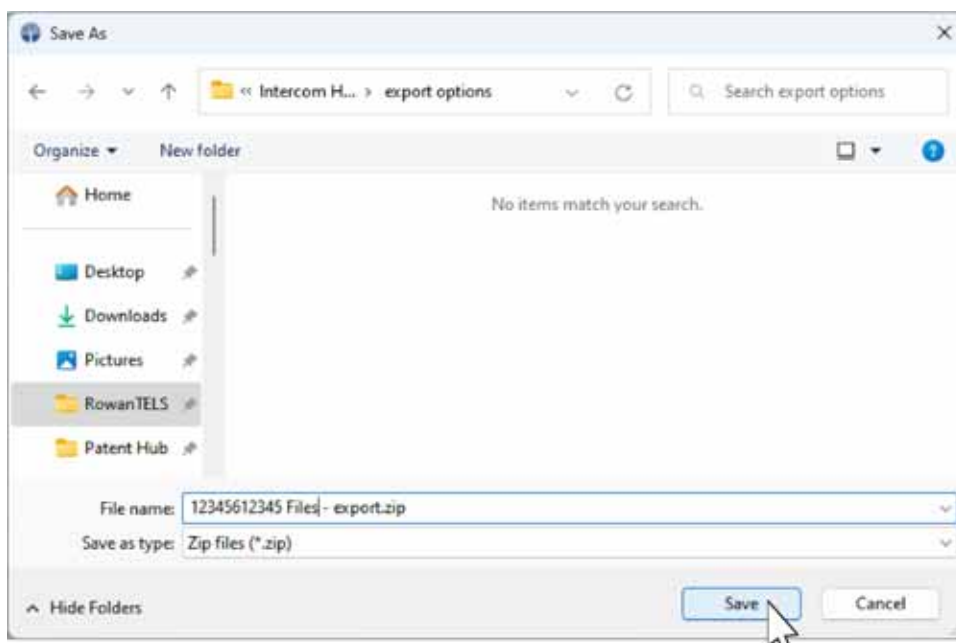 Save As
« Intercom H... › export options
Search export options
Organize
New folder
Home
No items match your search.
Desktop
Downloads
Pictures
RowanTELS
Patent Hub
File name: 12345612345 Files - export.zip
Save as type: Zip files (*.zip)
Hide Folders
Save
Cancel